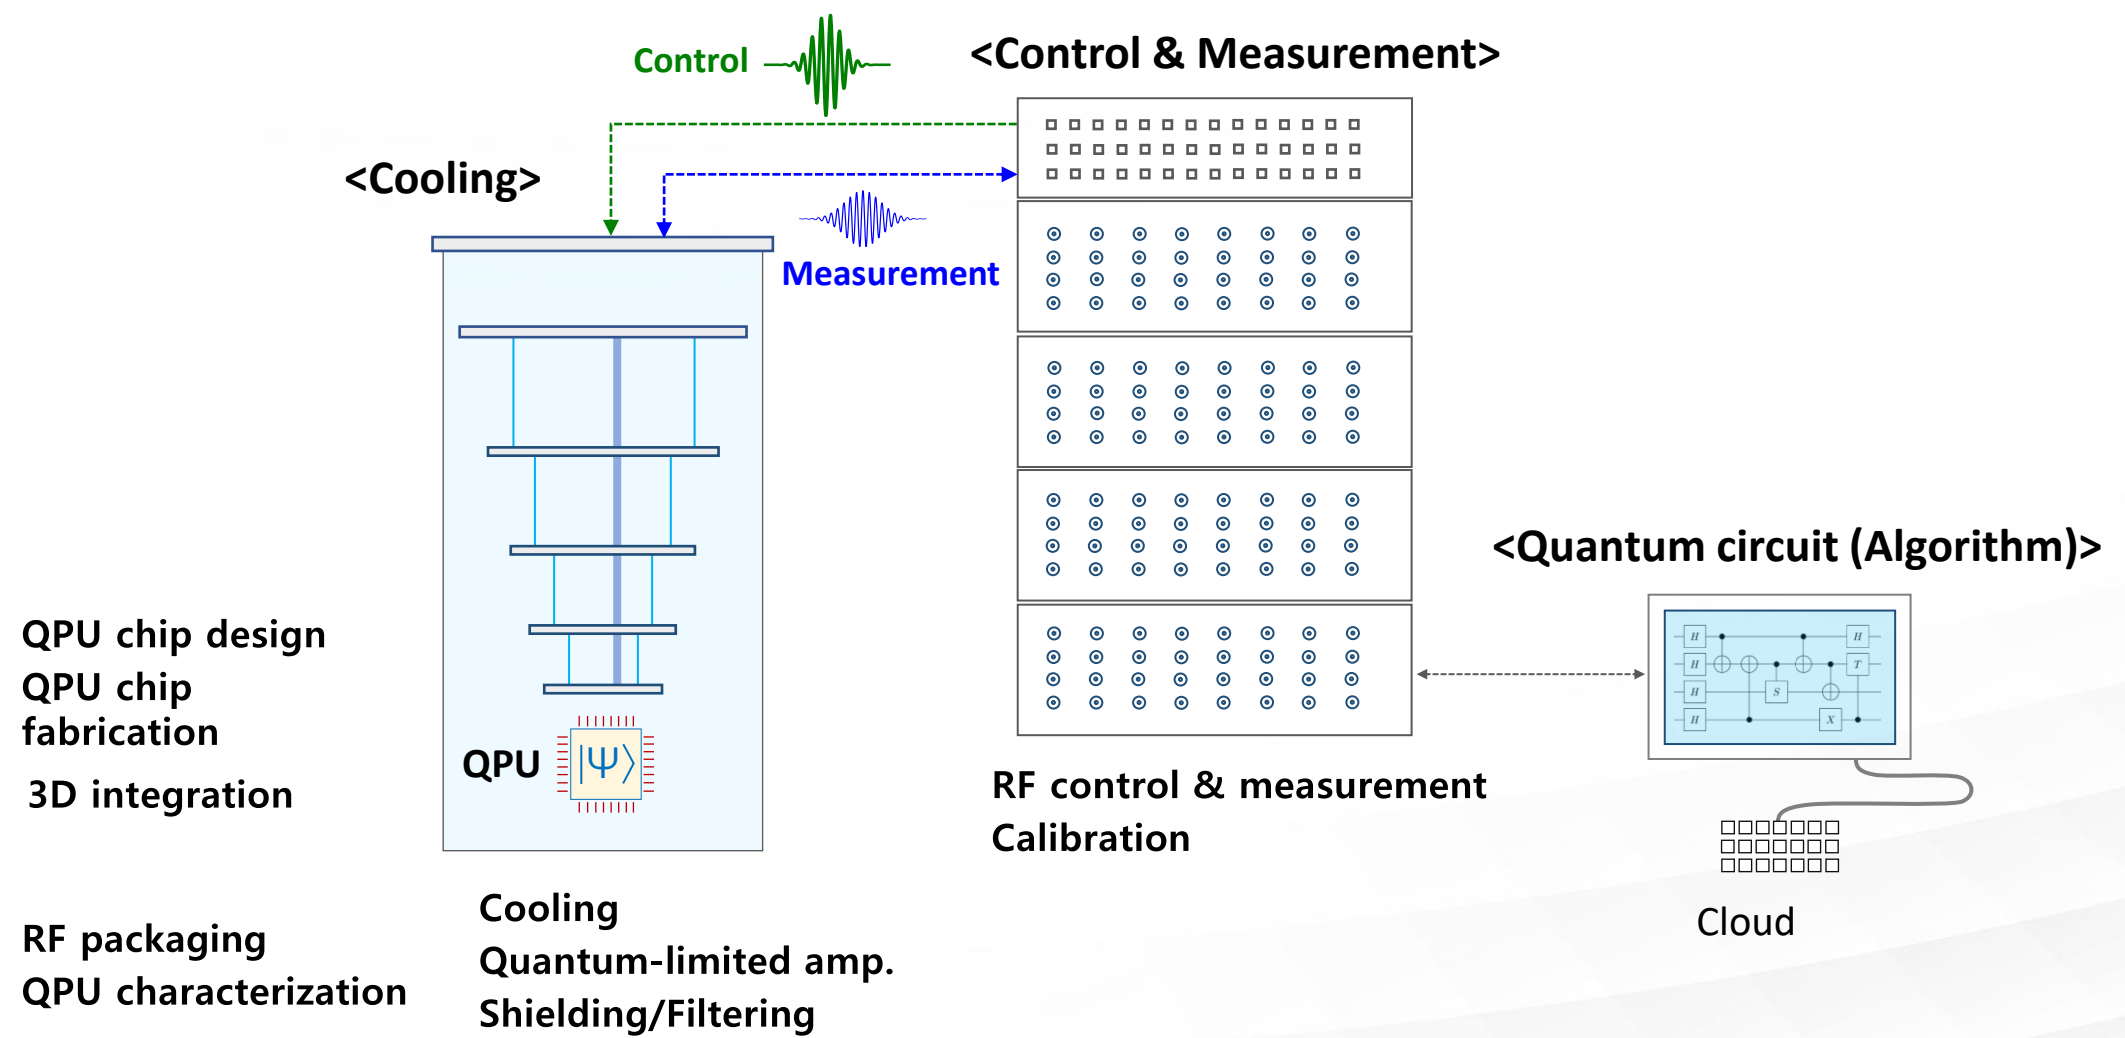 Control
<Control & Measurement>
<Cooling>
Measurement
<Quantum circuit (Algorithm)>
H H
H T
H S
H X
QPU chip design
QPU chip
fabrication
3D integration
QPU
|Ψ⟩
RF control & measurement
Calibration
Cloud
RF packaging
QPU characterization
Cooling
Quantum-limited amp.
Shielding/Filtering